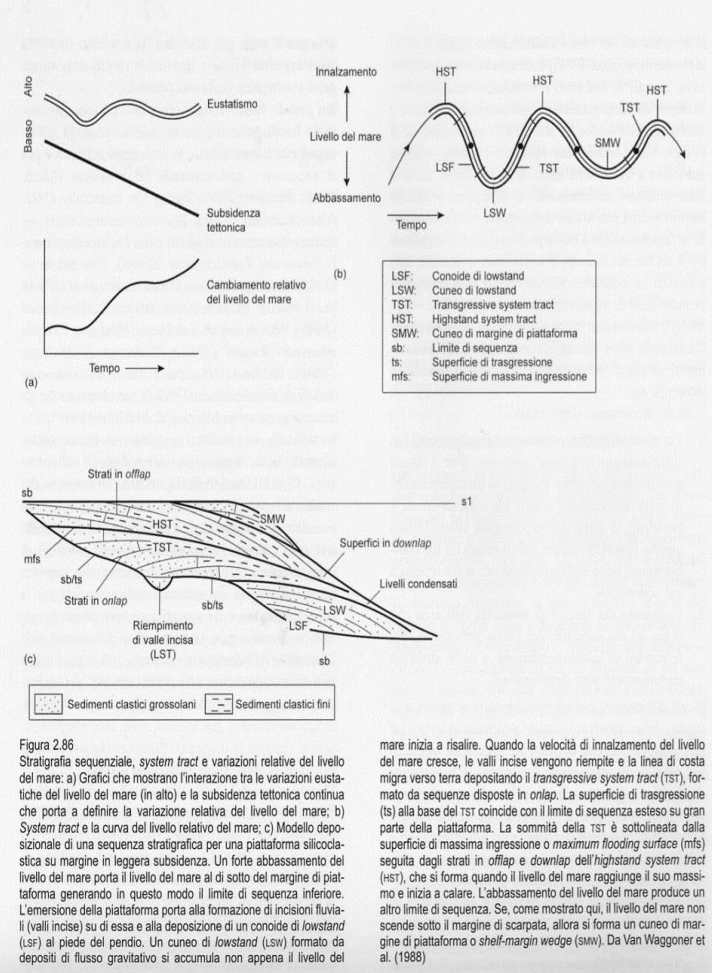 Alto
Basso
Eustatismo
Subsidenza
tettonica
Cambiamento relativo
del livello del mare
Tempo
(a)
Innalzamento
Livello del mare
Abbassamento
Tempo
HST
HST
HST
TST
SMW
LSF
TST
LSW
(b)
LSF: Conoide di lowstand
LSW: Cuneo di lowstand
TST: Transgressive system tract
HST: Highstand system tract
SMW: Cuneo di margine di piattaforma
sb: Limite di sequenza
ts: Superficie di trasgressione
mfs: Superficie di massima ingressione
Strati in offlap
sb
s1
HST
SMW
TST
Superfici in downlap
mfs
sb/ts
Livelli condensati
Strati in onlap
sb/ts
LSW
LSF
Riempimento
di valle incisa
(LST)
(c)
sb
Sedimenti clastici grossolani
Sedimenti clastici fini
Figura 2.86
Stratigrafia sequenziale, system tract e variazioni relative del livello
del mare: a) Grafici che mostrano l'interazione tra le variazioni eusta-
tiche del livello del mare (in alto) e la subsidenza tettonica continua
che porta a definire la variazione relativa del livello del mare; b)
System tract e la curva del livello relativo del mare; c) Modello depo-
sizionale di una sequenza stratigrafica per una piattaforma silicocla-
stica su margine in leggera subsidenza. Un forte abbassamento del
livello del mare porta il livello del mare al di sotto del margine di piat-
taforma generando in questo modo il limite di sequenza inferiore.
L'emersione della piattaforma porta alla formazione di incisioni fluvia-
li (valli incise) su di essa e alla deposizione di un conoide di lowstand
(LSF) al piede del pendio. Un cuneo di lowstand (LSW) formato da
depositi di flusso gravitativo si accumula non appena il livello del
mare inizia a risalire. Quando la velocità di innalzamento del livello
del mare cresce, le valli incise vengono riempite e la linea di costa
migra verso terra depositando il transgressive system tract (TST), for-
mato da sequenze disposte in onlap. La superficie di trasgressione
(ts) alla base del TST coincide con il limite di sequenza esteso su gran
parte della piattaforma. La sommità della TST è sottolineata dalla
superficie di massima ingressione o maximum flooding surface (mfs)
seguita dagli strati in offlap e downlap dell'highstand system tract
(HST), che si forma quando il livello del mare raggiunge il suo massi-
mo e inizia a calare. L'abbassamento del livello del mare produce un
altro limite di sequenza. Se, come mostrato qui, il livello del mare non
scende sotto il margine di scarpata, allora si forma un cuneo di mar-
gine di piattaforma o shelf-margin wedge (SMW). Da Van Waggoner et
al. (1988)